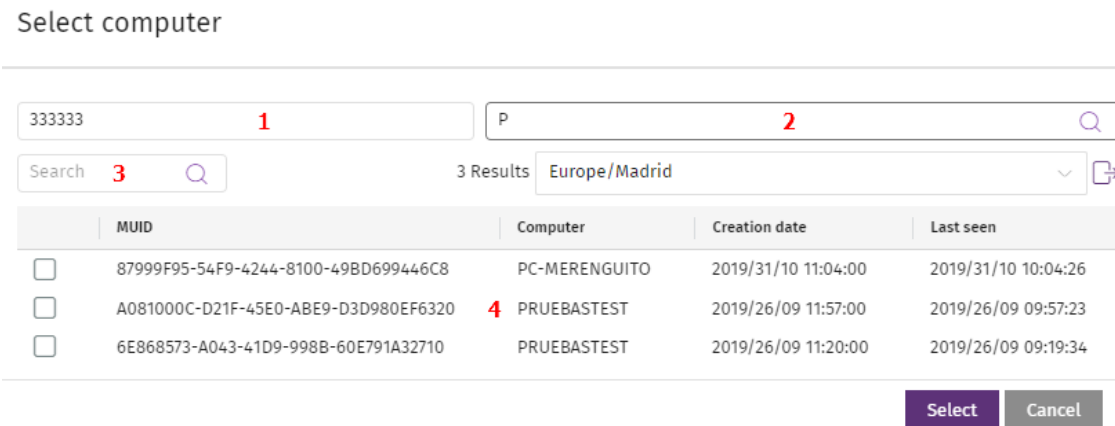 Select computer
333333 1 P 2
Search 3 3 Results Europe/Madrid
MUID Computer Creation date Last seen
87999F95-54F9-4244-8100-49BD699446C8 PC-MERENGUITO 2019/31/10 11:04:00 2019/31/10 10:04:26
A081000C-D21F-45E0-ABE9-D3D980EF6320 4 PRUEBASTEST 2019/26/09 11:57:00 2019/26/09 09:57:23
6E868573-A043-41D9-998B-60E791A32710 PRUEBASTEST 2019/26/09 11:20:00 2019/26/09 09:19:34
Select Cancel